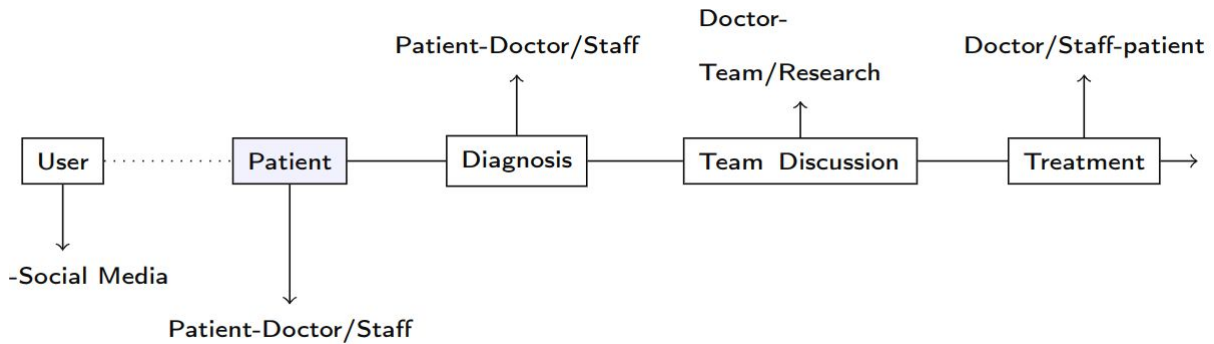 Doctor-
Patient-Doctor/Staff
Doctor/Staff-patient
Team/Research
User
Patient
Diagnosis
Team Discussion
Treatment
-Social Media
Patient-Doctor/Staff